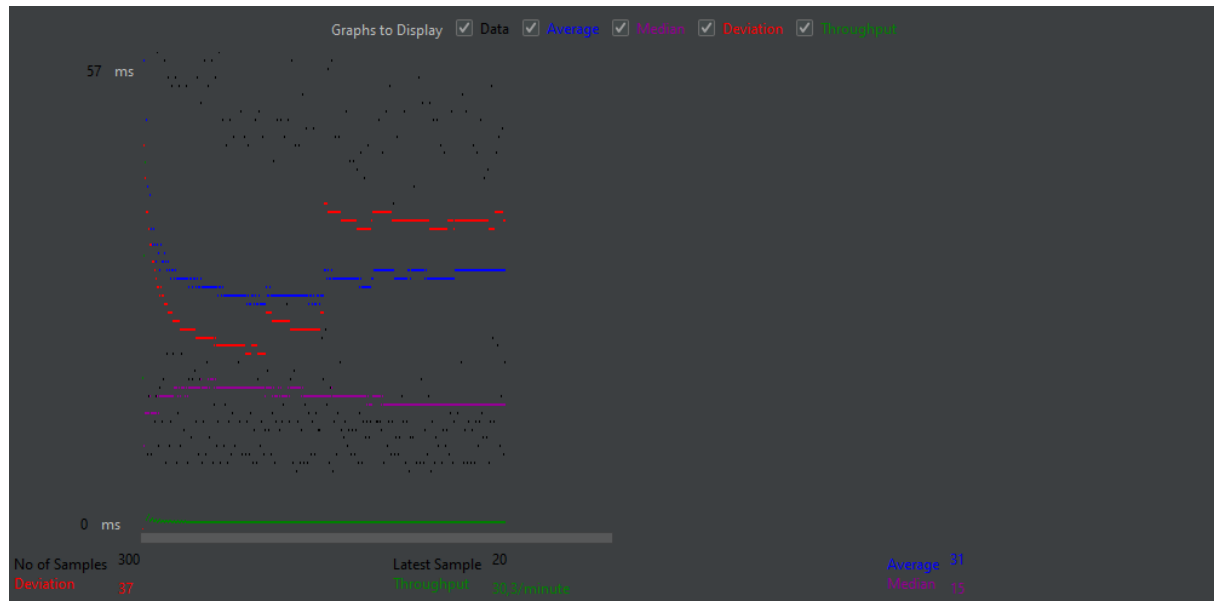 Graphs to Display Data Average Median Deviation Throughput
57 ms
0 ms
No of Samples 300 Latest Sample 20 Average 31
Deviation 37 Throughput 30,3/minute Median